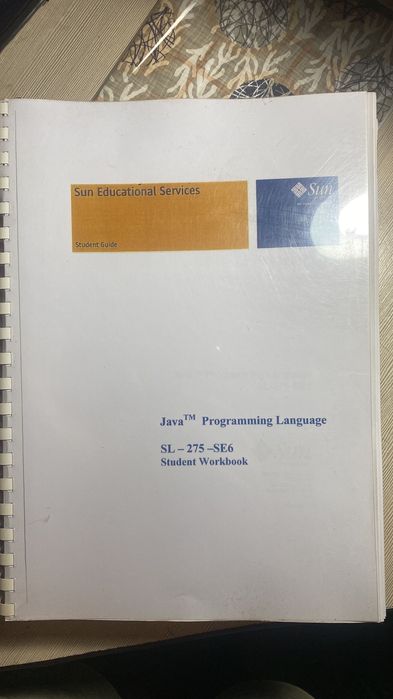 Sun Educational Services
Sun
Student Guide
Java™ Programming Language
SL – 275 –SE6
Student Workbook